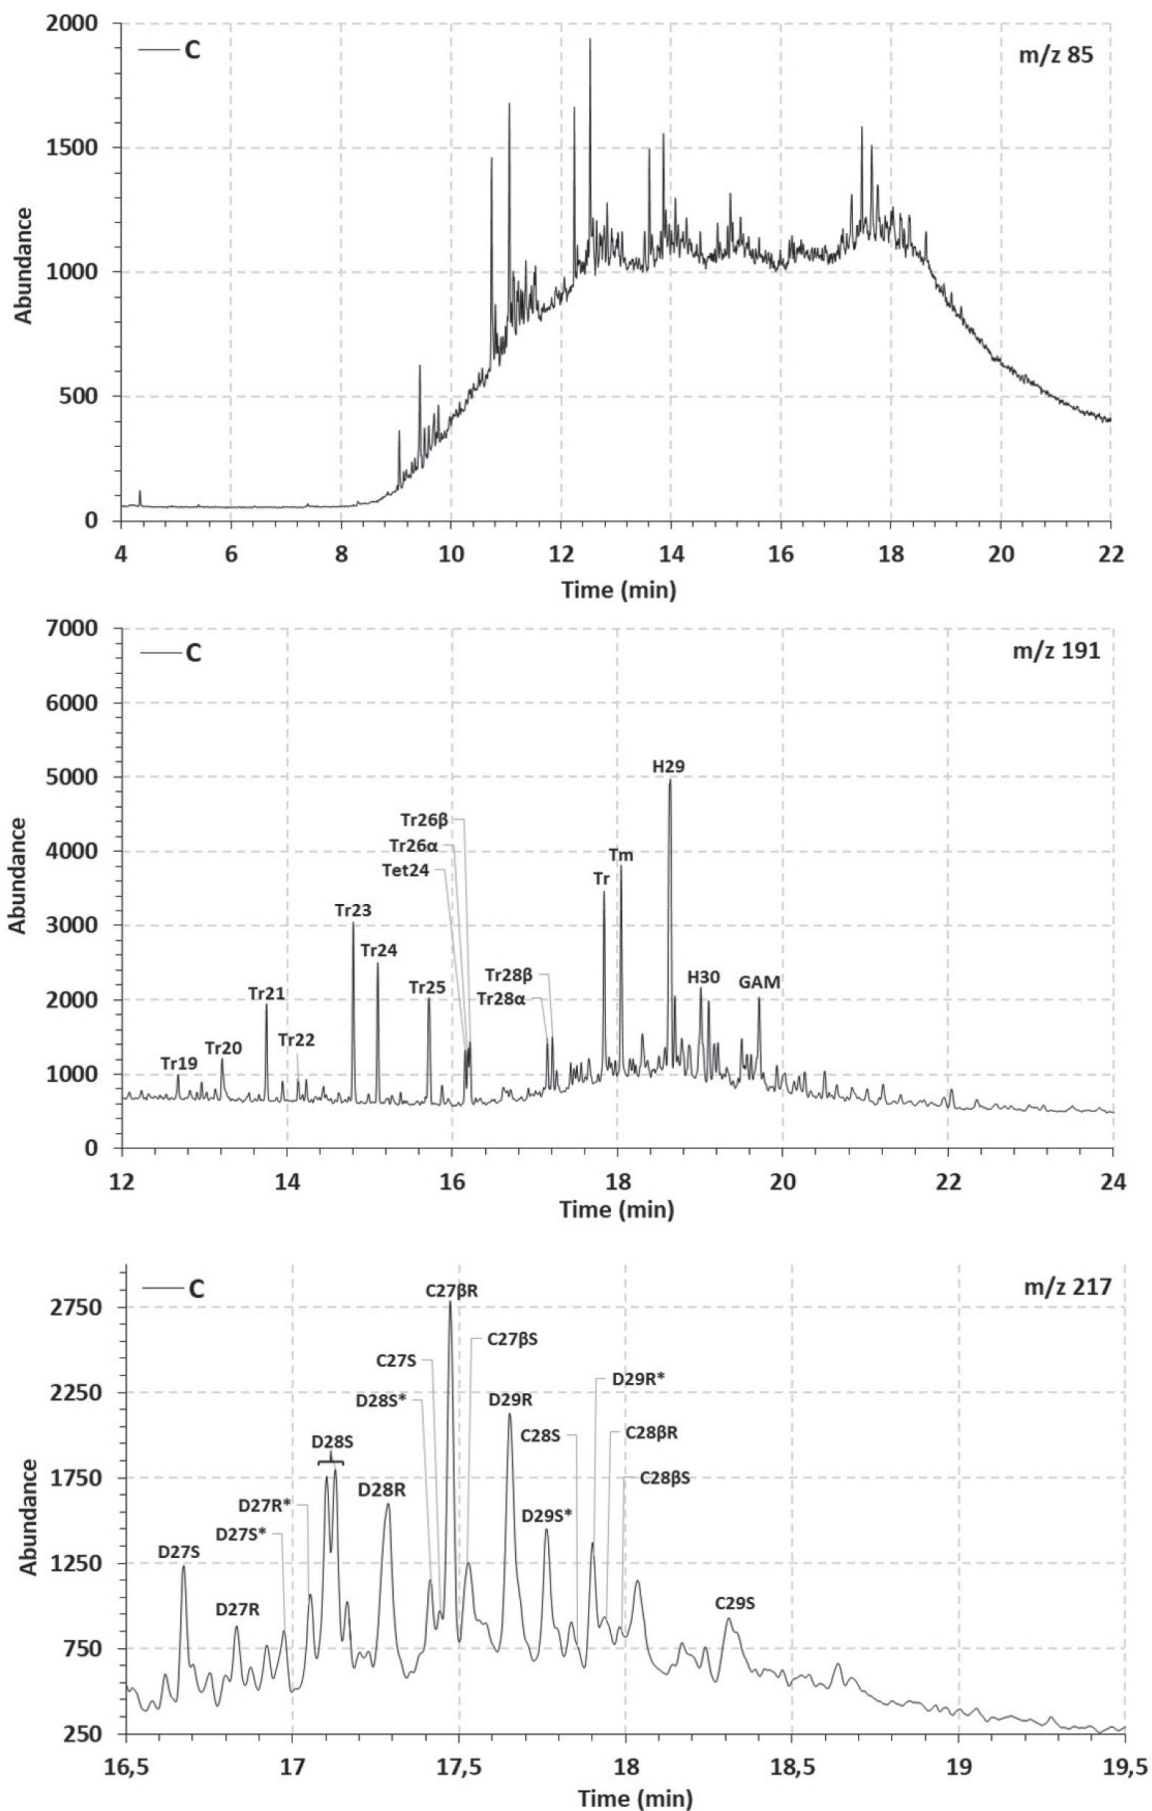 2000
C
m/z 85
1500
1000
500
0
Abundance
4 6 8 10 12 14 16 18 20 22
Time (min)
7000
C
m/z 191
6000
5000
4000
3000
2000
1000
0
Abundance
H29
Tr26β
Tr26α
Tet24
Tm
Tr
Tr23
Tr24
Tr28β
H30
GAM
Tr25
Tr21
Tr28α
Tr22
Tr20
Tr19
12 14 16 18 20 22 24
Time (min)
C
m/z 217
2750
2250
1750
1250
750
250
Abundance
C27βR
C27βS
C27S
D29R*
D28S*
D29R
C28S
C28βR
D28S
C28βS
D28R
D27R*
D29S*
D27S*
D27S
D27R
C29S
16,5 17 17,5 18 18,5 19 19,5
Time (min)